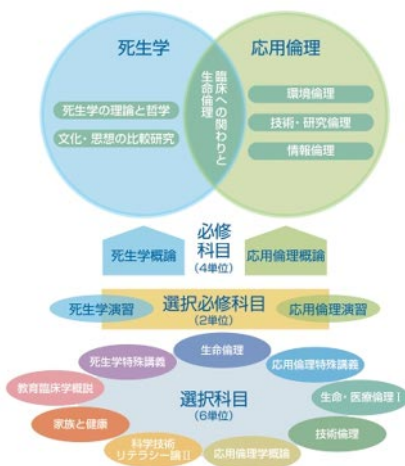 死生学
応用倫理
臨床への関わりと
生命倫理
死生学の理論と哲学
文化・思想の比較研究
環境倫理
技術・研究倫理
情報倫理
必修
科目
(4単位)
死生学概論
応用倫理概論
選択必修科目
(2単位)
死生学演習
応用倫理演習
生命倫理
死生学特殊講義
応用倫理特殊講義
教育臨床学概説
生命・医療倫理Ⅰ
選択科目
(6単位)
家族と健康
技術倫理
科学技術
リテラシー論Ⅱ
応用倫理学概論